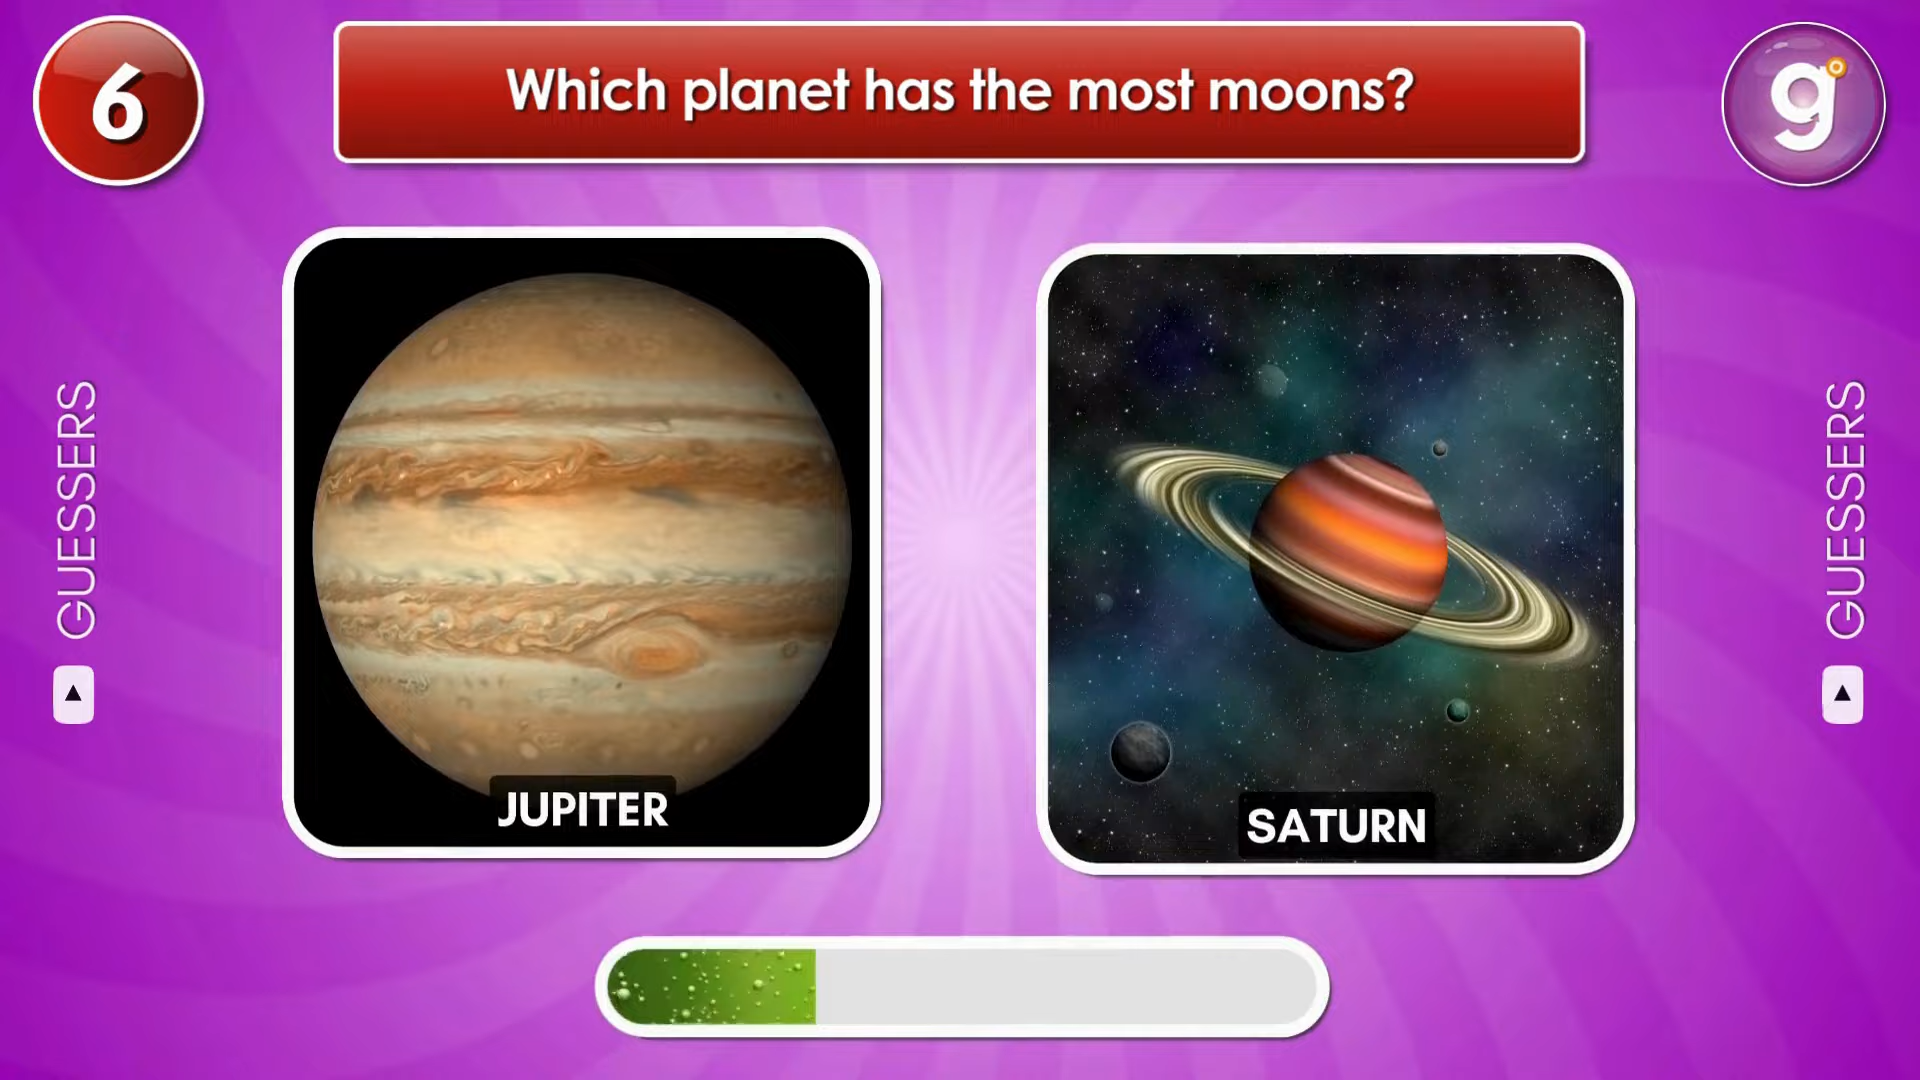 6
Which planet has the most moons?
g
GUESSERS
JUPITER
SATURN
GUESSERS